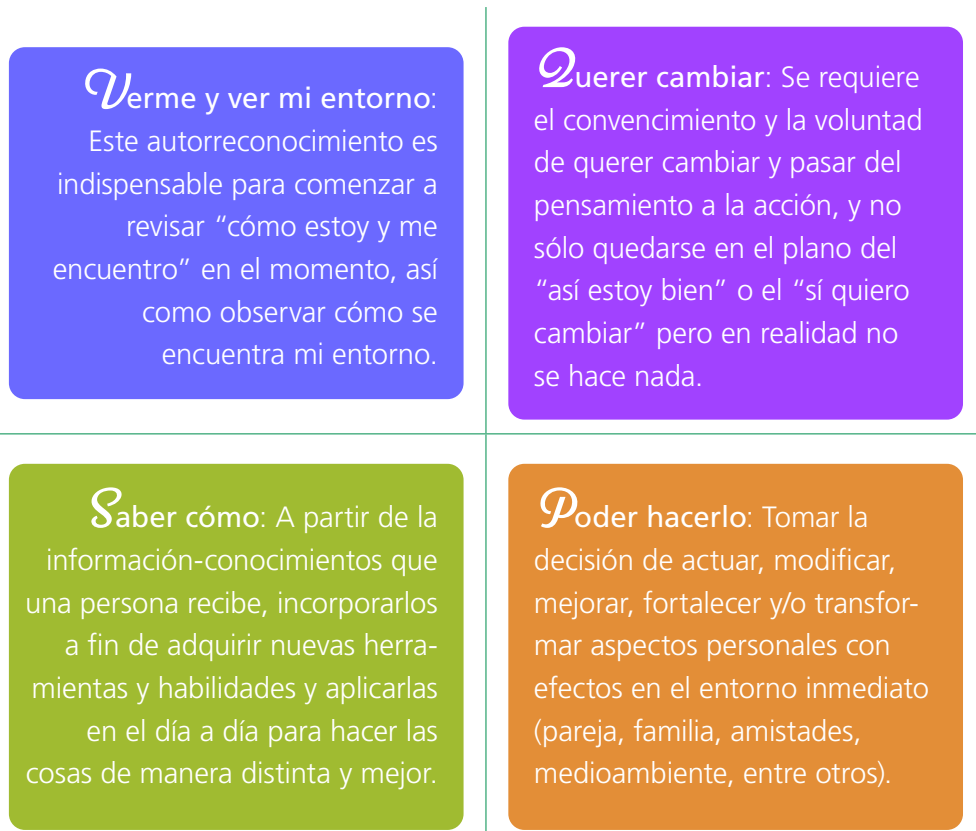 Verme y ver mi entorno:
Este autorreconocimiento es
indispensable para comenzar a
revisar “cómo estoy y me
encuentro” en el momento, así
como observar cómo se
encuentra mi entorno.
Querer cambiar: Se requiere
el convencimiento y la voluntad
de querer cambiar y pasar del
pensamiento a la acción, y no
sólo quedarse en el plano del
“así estoy bien” o el “sí quiero
cambiar” pero en realidad no
se hace nada.
Saber cómo: A partir de la
información-conocimientos que
una persona recibe, incorporarlos
a fin de adquirir nuevas herra-
mientas y habilidades y aplicarlas
en el día a día para hacer las
cosas de manera distinta y mejor.
Poder hacerlo: Tomar la
decisión de actuar, modificar,
mejorar, fortalecer y/o transfor-
mar aspectos personales con
efectos en el entorno inmediato
(pareja, familia, amistades,
medioambiente, entre otros).